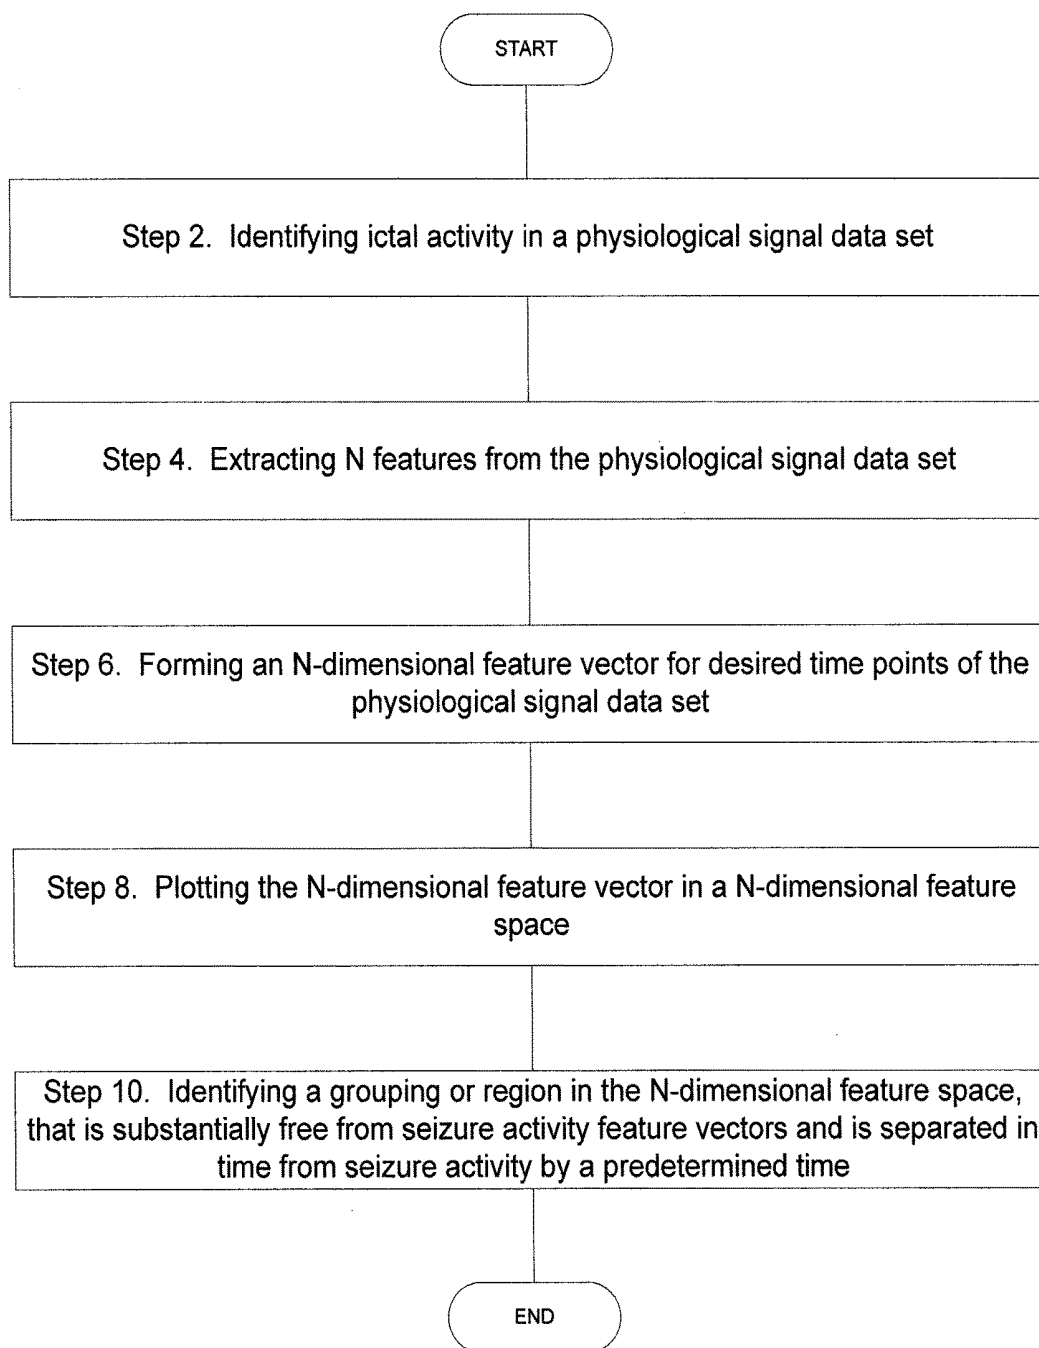 START
Step 2. Identifying ictal activity in a physiological signal data set
Step 4. Extracting N features from the physiological signal data set
Step 6. Forming an N-dimensional feature vector for desired time points of the
physiological signal data set
Step 8. Plotting the N-dimensional feature vector in a N-dimensional feature
space
Step 10. Identifying a grouping or region in the N-dimensional feature space,
that is substantially free from seizure activity feature vectors and is separated in
time from seizure activity by a predetermined time
END